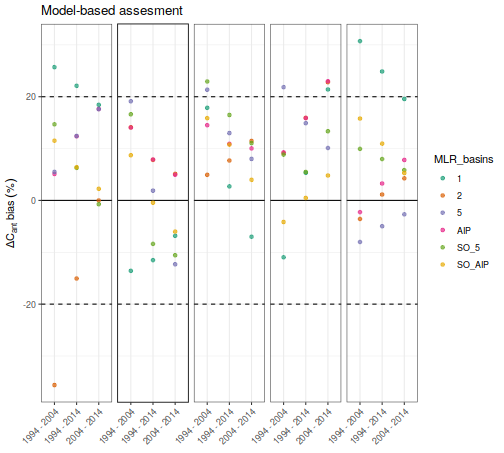 Model-based assesment
ΔCant bias (%)
20
0
-20
1994 - 2004
1994 - 2014
2004 - 2014
1994 - 2004
1994 - 2014
2004 - 2014
1994 - 2004
1994 - 2014
2004 - 2014
1994 - 2004
1994 - 2014
2004 - 2014
1994 - 2004
1994 - 2014
2004 - 2014
MLR_basins
1
2
5
AIP
SO_5
SO_AIP